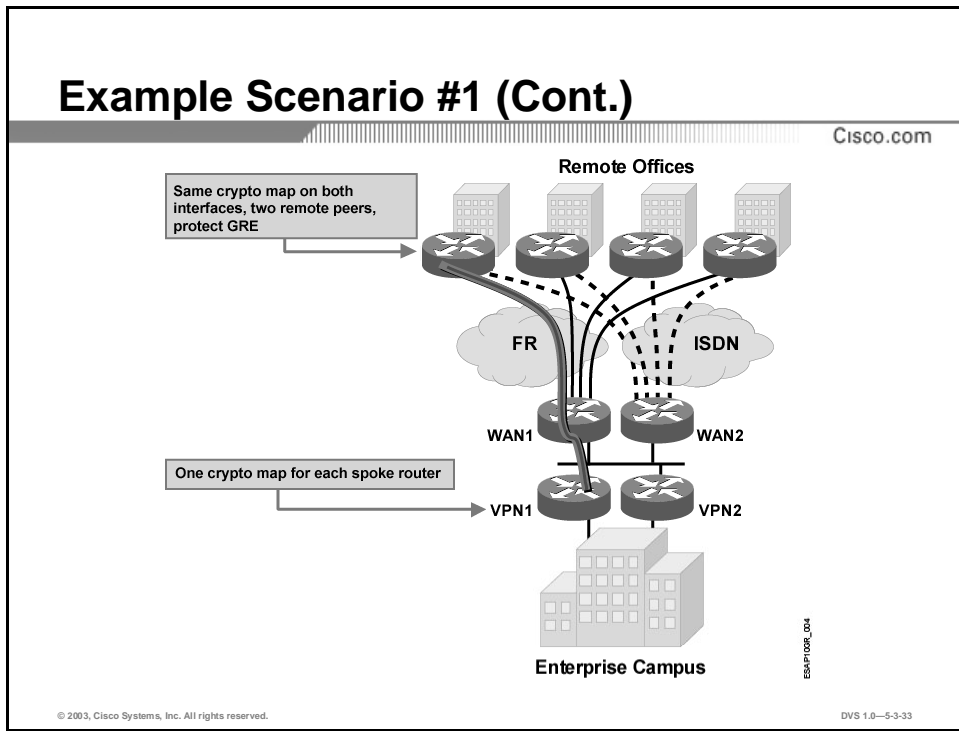 Example Scenario #1 (Cont.)
Cisco.com
Remote Offices
Same crypto map on both
interfaces, two remote peers,
protect GRE
FR
ISDN
WAN1
WAN2
One crypto map for each spoke router
VPN1
VPN2
Enterprise Campus
ESAP10GR_004
© 2003, Cisco Systems, Inc. All rights reserved.
DVS 1.0—5-3-33